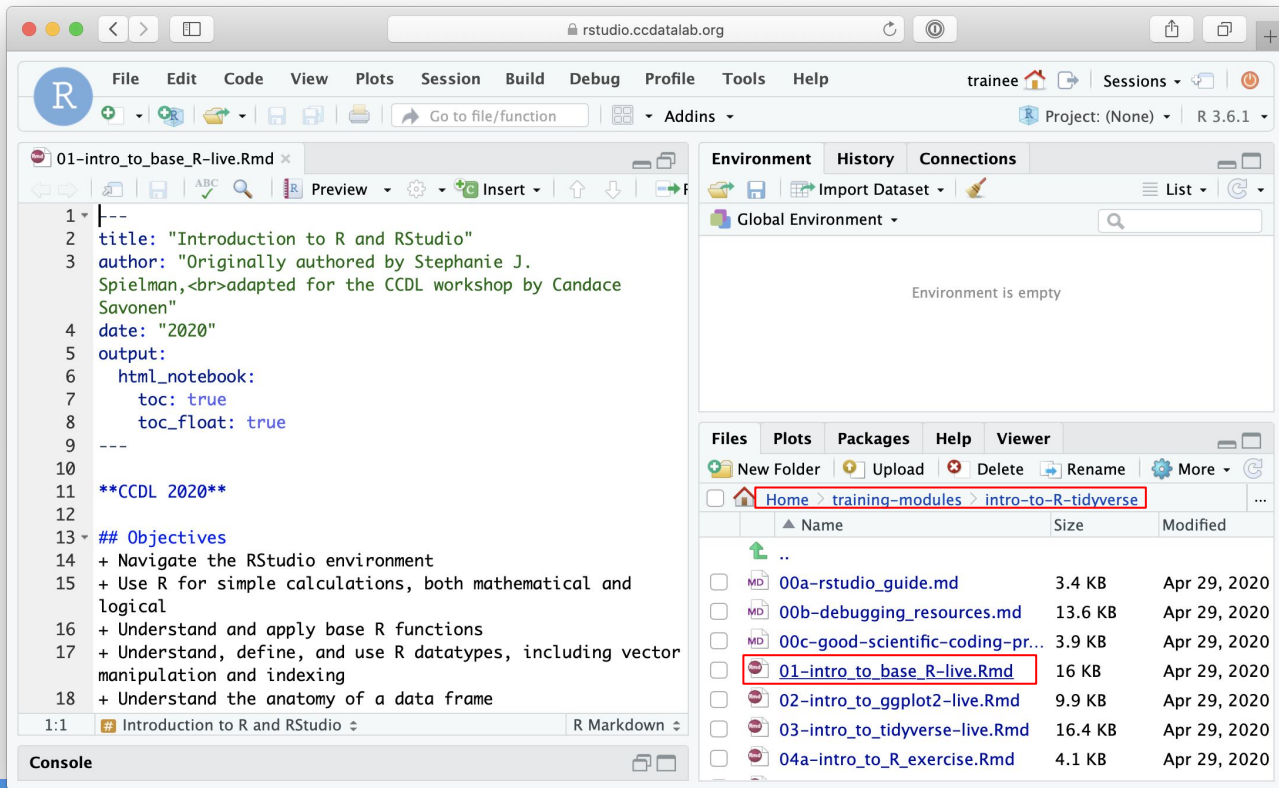 rstudio.ccdatalab.org
R
File Edit Code View Plots Session Build Debug Profile Tools Help
trainee Sessions
Go to file/function Addins
Project: (None) R 3.6.1
01-intro_to_base_R-live.Rmd
ABC Preview Insert
1 ---
2 title: "Introduction to R and RStudio"
3 author: "Originally authored by Stephanie J.
Spielman,<br>adapted for the CCDL workshop by Candace
Savonen"
4 date: "2020"
5 output:
6 html_notebook:
7 toc: true
8 toc_float: true
9 ---
10
11 **CCDL 2020**
12
13 ## Objectives
14 + Navigate the RStudio environment
15 + Use R for simple calculations, both mathematical and
logical
16 + Understand and apply base R functions
17 + Understand, define, and use R datatypes, including vector
manipulation and indexing
18 + Understand the anatomy of a data frame
1:1 # Introduction to R and RStudio R Markdown
Console
Environment History Connections
Import Dataset List
Global Environment
Environment is empty
Files Plots Packages Help Viewer
New Folder Upload Delete Rename More
Home > training-modules > intro-to-R-tidyverse ...
Name Size Modified
..
MD 00a-rstudio_guide.md 3.4 KB Apr 29, 2020
MD 00b-debugging_resources.md 13.6 KB Apr 29, 2020
MD 00c-good-scientific-coding-pr... 3.9 KB Apr 29, 2020
Rmd 01-intro_to_base_R-live.Rmd 16 KB Apr 29, 2020
Rmd 02-intro_to_ggplot2-live.Rmd 9.9 KB Apr 29, 2020
Rmd 03-intro_to_tidyverse-live.Rmd 16.4 KB Apr 29, 2020
Rmd 04a-intro_to_R_exercise.Rmd 4.1 KB Apr 29, 2020